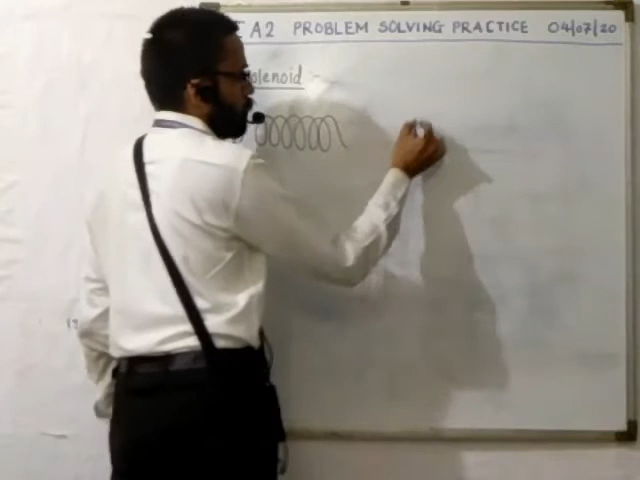 A2 PROBLEM SOLVING PRACTICE 04/07/20
olenoid :-